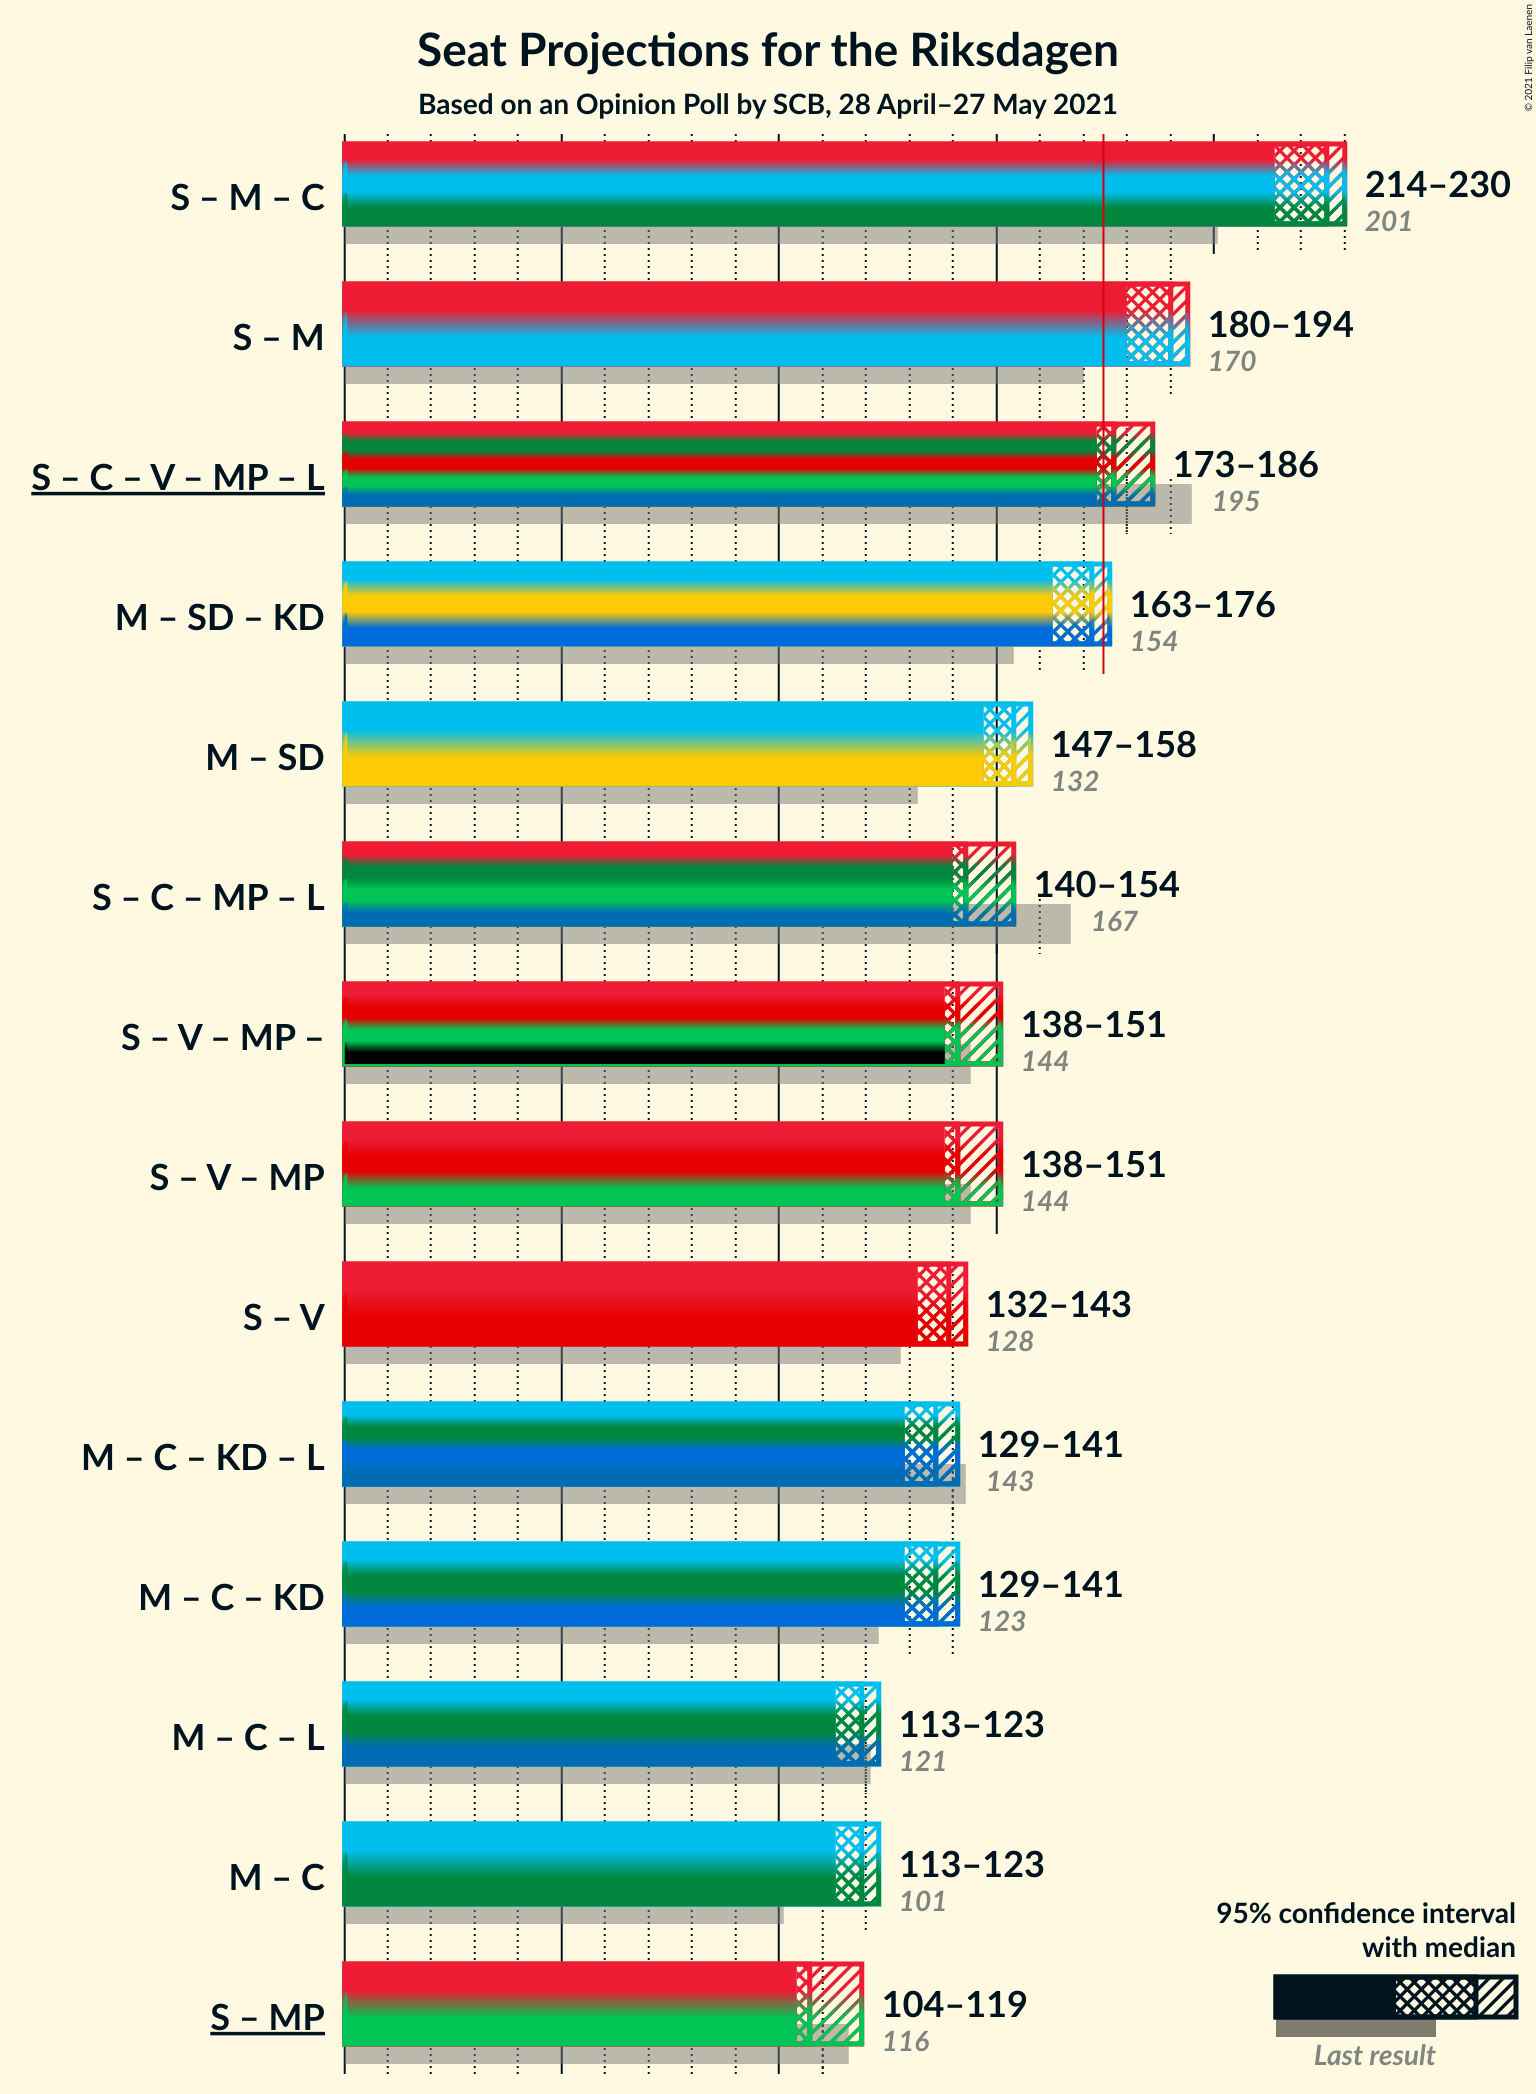 Seat Projections for the Riksdagen
Based on an Opinion Poll by SCB, 28 April–27 May 2021
© 2021 Filip van Laenen
S – M – C
214–230
201
S – M
180–194
170
S – C – V – MP – L
173–186
195
M – SD – KD
163–176
154
M – SD
147–158
132
S – C – MP – L
140–154
167
S – V – MP –
138–151
144
S – V – MP
138–151
144
S – V
132–143
128
M – C – KD – L
129–141
143
M – C – KD
129–141
123
M – C – L
113–123
121
M – C
113–123
101
S – MP
104–119
116
95% confidence interval
with median
Last result